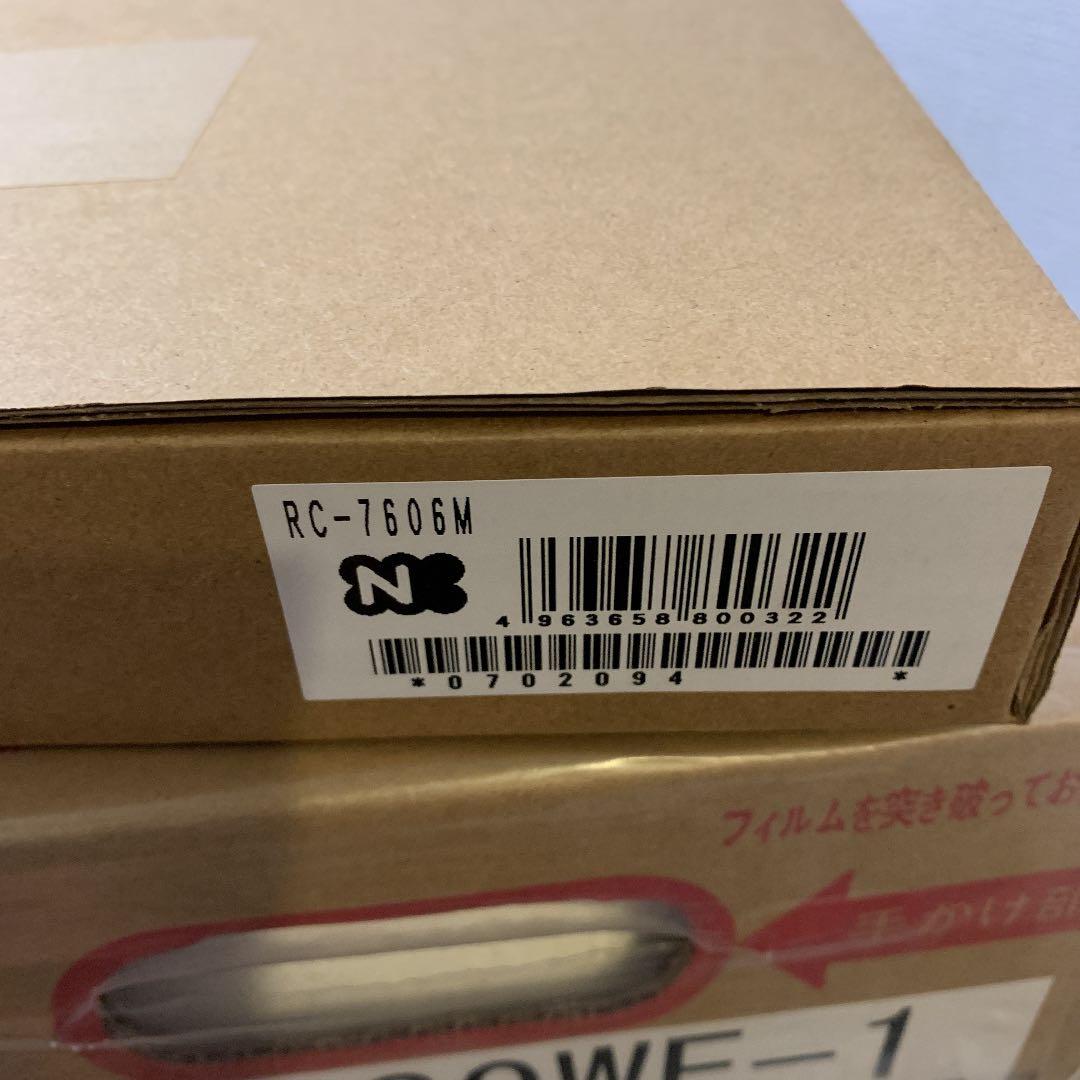 RC-7606M
N
4 963658 800322
*0702094 *
フィルムを突き破ってお
手かけ部
WE-1